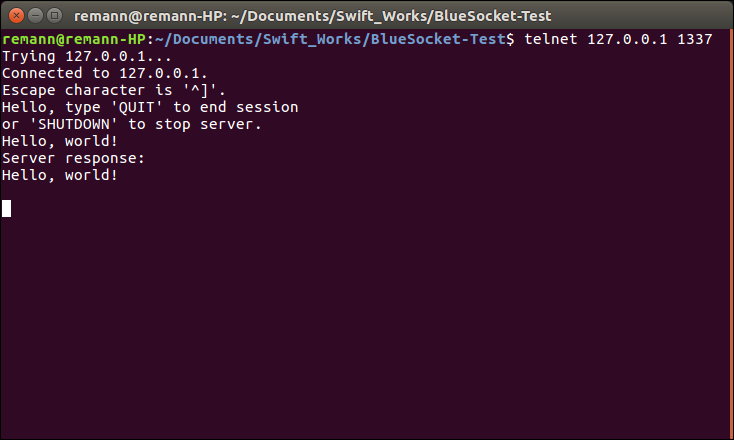 remann@remann-HP: ~/Documents/Swift_Works/BlueSocket-Test
remann@remann-HP:~/Documents/Swift_Works/BlueSocket-Test$ telnet 127.0.0.1 1337
Trying 127.0.0.1...
Connected to 127.0.0.1.
Escape character is '^]'.
Hello, type 'QUIT' to end session
or 'SHUTDOWN' to stop server.
Hello, world!
Server response:
Hello, world!